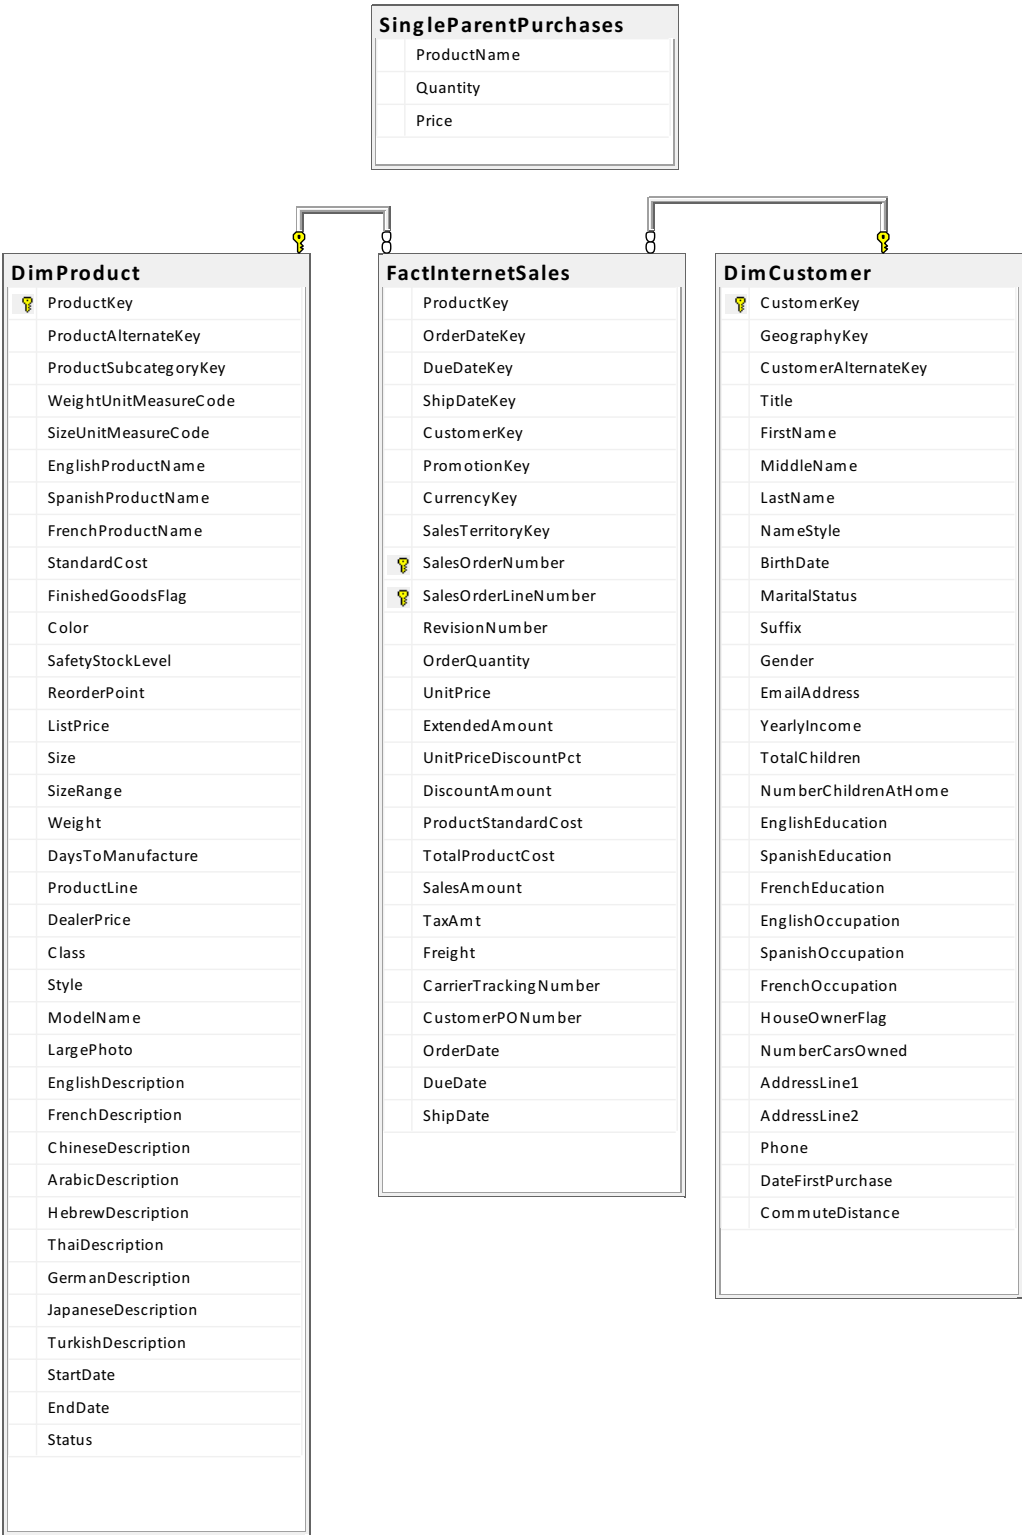 SingleParentPurchases
ProductName
Quantity
Price
DimProduct
ProductKey
ProductAlternateKey
ProductSubcategoryKey
WeightUnitMeasureCode
SizeUnitMeasureCode
EnglishProductName
SpanishProductName
FrenchProductName
StandardCost
FinishedGoodsFlag
Color
SafetyStockLevel
ReorderPoint
ListPrice
Size
SizeRange
Weight
DaysToManufacture
ProductLine
DealerPrice
Class
Style
ModelName
LargePhoto
EnglishDescription
FrenchDescription
ChineseDescription
ArabicDescription
HebrewDescription
ThaiDescription
GermanDescription
JapaneseDescription
TurkishDescription
StartDate
EndDate
Status
FactInternetSales
ProductKey
OrderDateKey
DueDateKey
ShipDateKey
CustomerKey
PromotionKey
CurrencyKey
SalesTerritoryKey
SalesOrderNumber
SalesOrderLineNumber
RevisionNumber
OrderQuantity
UnitPrice
ExtendedAmount
UnitPriceDiscountPct
DiscountAmount
ProductStandardCost
TotalProductCost
SalesAmount
TaxAmt
Freight
CarrierTrackingNumber
CustomerPONumber
OrderDate
DueDate
ShipDate
DimCustomer
CustomerKey
GeographyKey
CustomerAlternateKey
Title
FirstName
MiddleName
LastName
NameStyle
BirthDate
MaritalStatus
Suffix
Gender
EmailAddress
YearlyIncome
TotalChildren
NumberChildrenAtHome
EnglishEducation
SpanishEducation
FrenchEducation
EnglishOccupation
SpanishOccupation
FrenchOccupation
HouseOwnerFlag
NumberCarsOwned
AddressLine1
AddressLine2
Phone
DateFirstPurchase
CommuteDistance